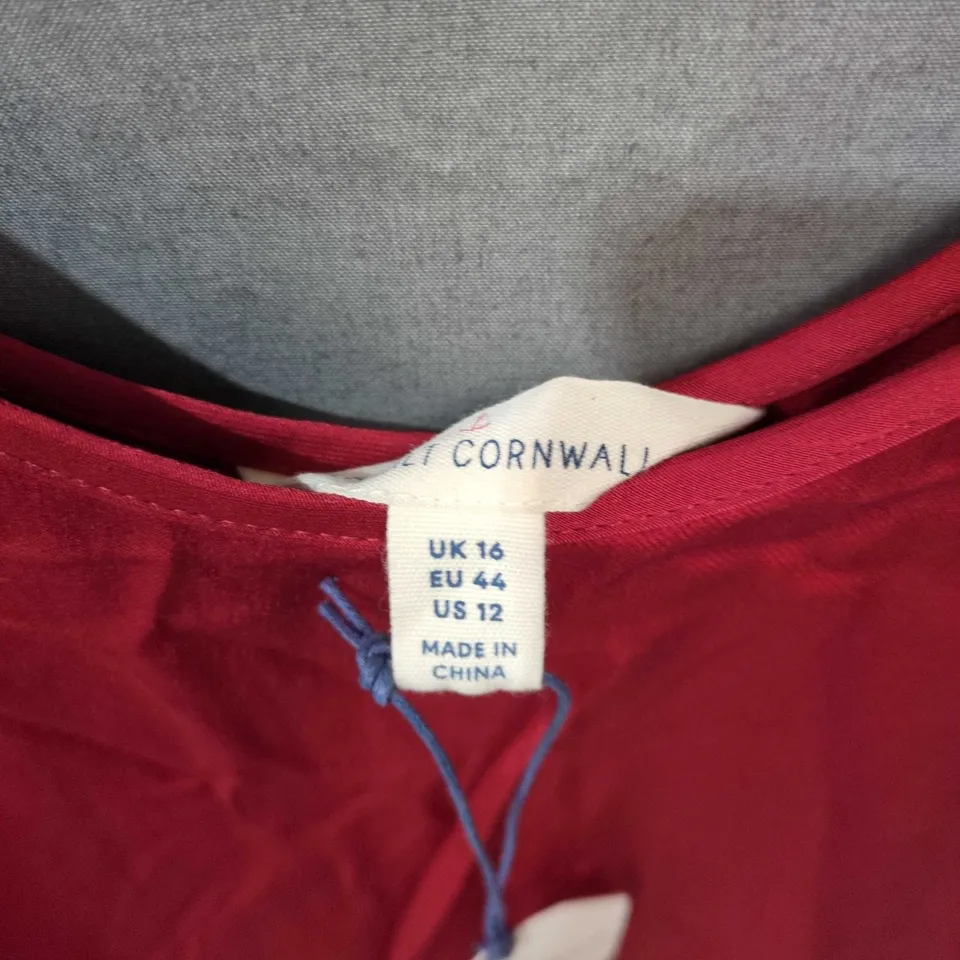 CORNWALL
UK 16
EU 44
US 12
MADE IN
CHINA